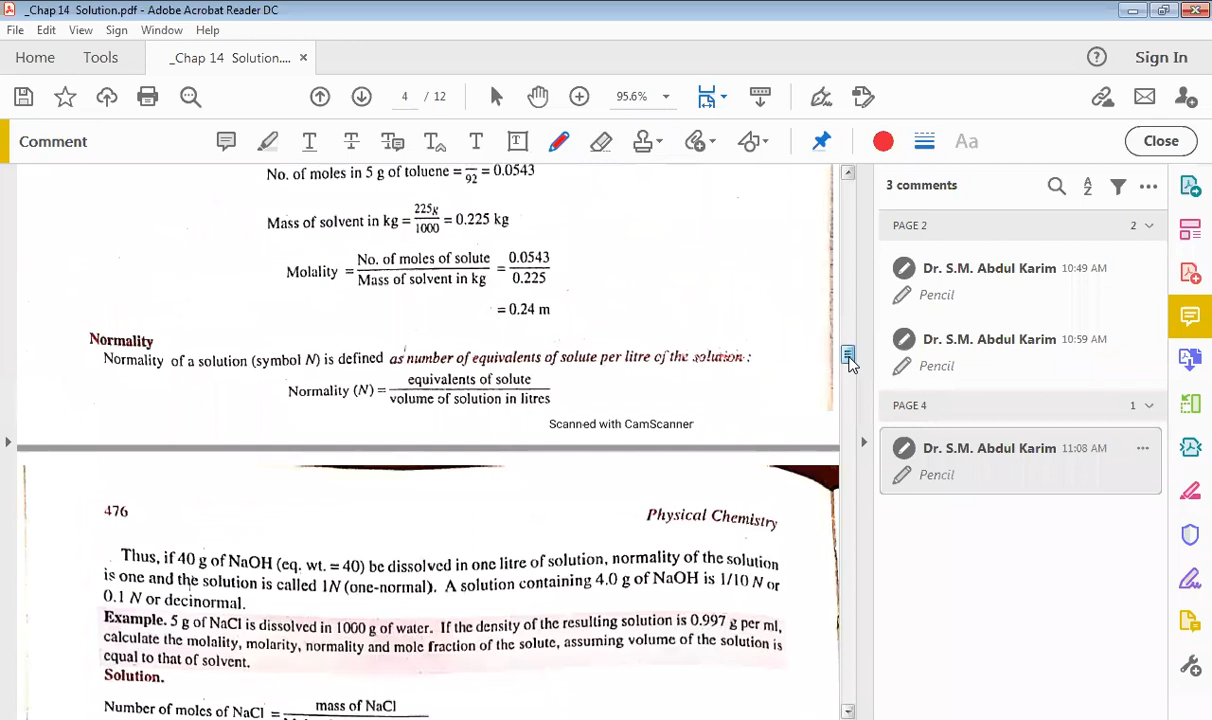 _Chap 14  Solution.pdf - Adobe Acrobat Reader DC
File Edit View Sign Window Help
Home Tools _Chap 14 Solution.... × Sign In
4 / 12 95.6%
Comment Aa Close
No. of moles in 5 g of toluene = /92 = 0.0543
Mass of solvent in kg = 225g/1000 = 0.225 kg
Molality = No. of moles of solute/Mass of solvent in kg = 0.0543/0.225
= 0.24 m
Normality
Normality of a solution (symbol N) is defined as number of equivalents of solute per litre of the solution :
Normality (N) = equivalents of solute/volume of solution in litres
Scanned with CamScanner
476 Physical Chemistry
Thus, if 40 g of NaOH (eq. wt. = 40) be dissolved in one litre of solution, normality of the solution
is one and the solution is called 1N (one-normal). A solution containing 4.0 g of NaOH is 1/10 N or
0.1 N or decinormal.
Example. 5 g of NaCl is dissolved in 1000 g of water. If the density of the resulting solution is 0.997 g per ml,
calculate the molality, molarity, normality and mole fraction of the solute, assuming volume of the solution is
equal to that of solvent.
Solution.
Number of moles of NaCl = mass of NaCl
3 comments
PAGE 2 2
Dr. S.M. Abdul Karim 10:49 AM
Pencil
Dr. S.M. Abdul Karim 10:59 AM
Pencil
PAGE 4 1
Dr. S.M. Abdul Karim 11:08 AM
Pencil